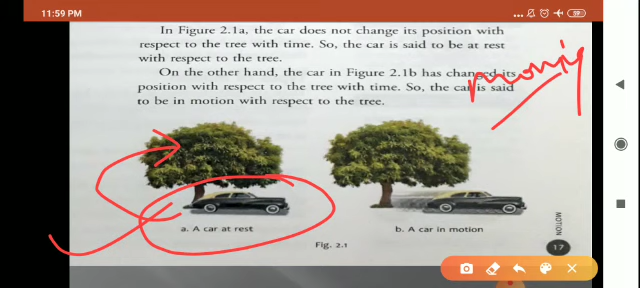 11:59 PM
59
In Figure 2.1a, the car does not change its position with
respect to the tree with time. So, the car is said to be at rest
with respect to the tree.
On the other hand, the car in Figure 2.1b has changed its
position with respect to the tree with time. So, the car is said
to be in motion with respect to the tree.
a. A car at rest
b. A car in motion
Fig. 2.1
MOTION
17